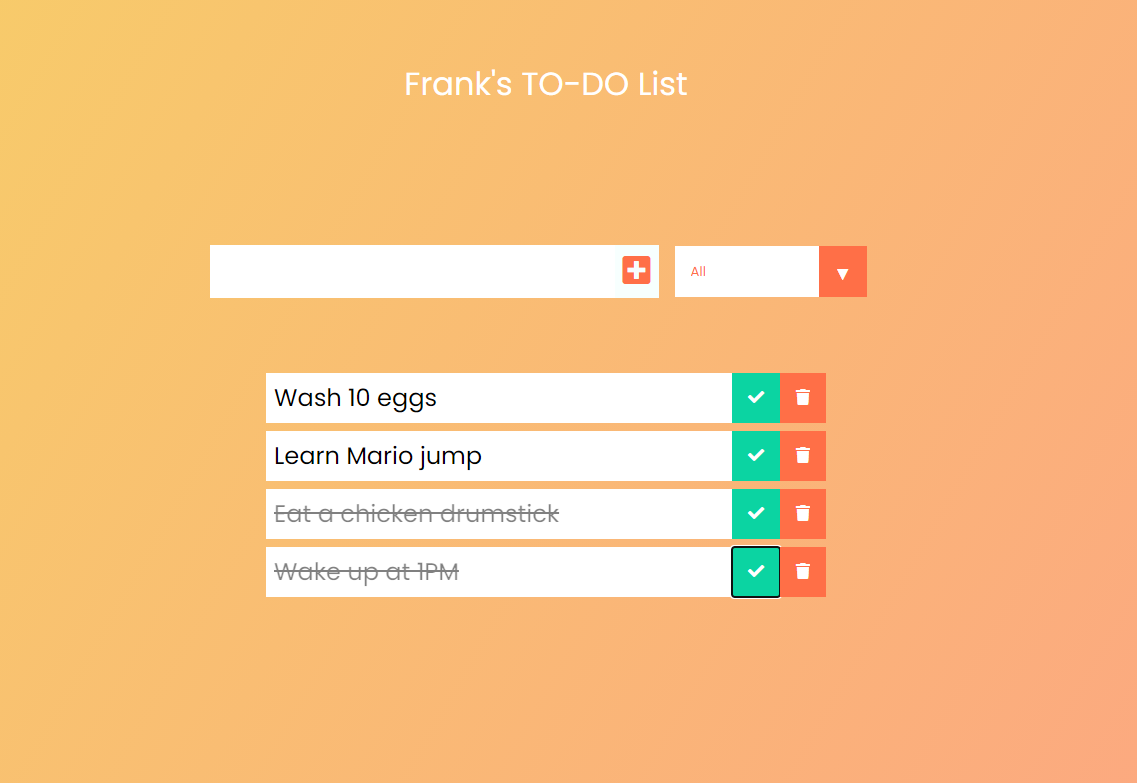 Frank's TO-DO List
All
Wash 10 eggs
Learn Mario jump
Eat a chicken drumstick
Wake up at 1PM